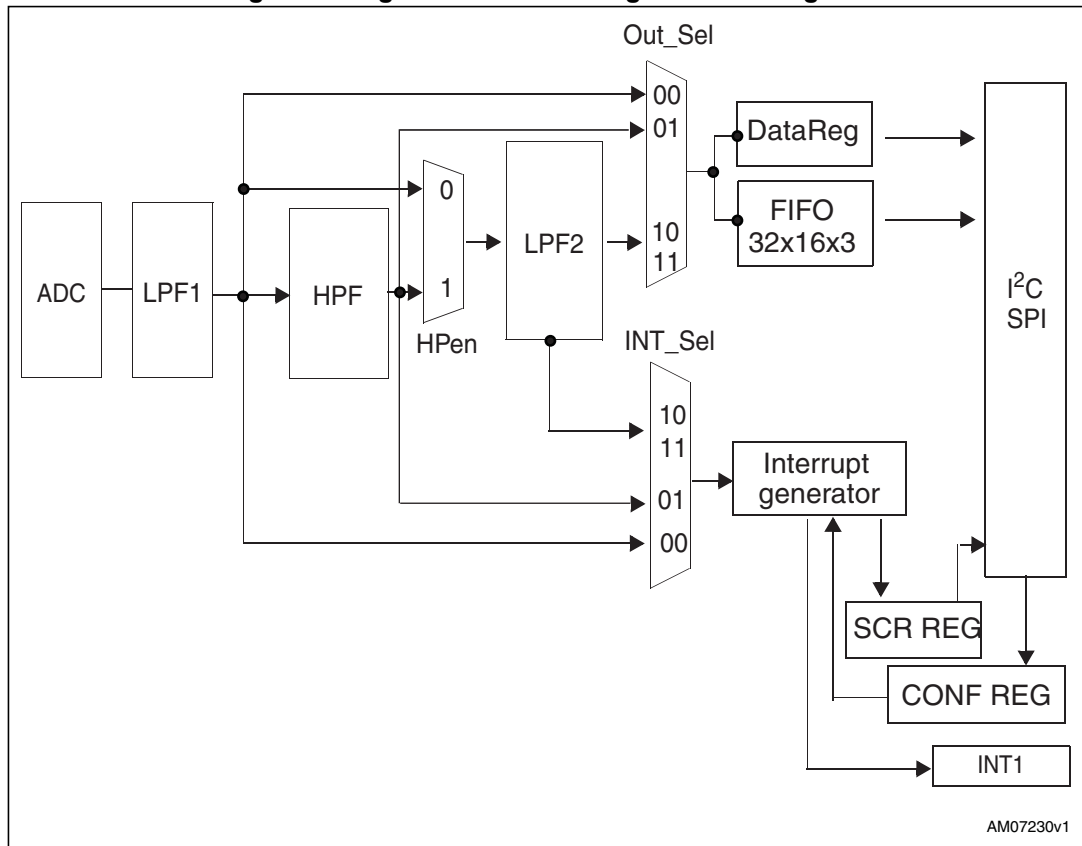 Out_Sel
00
01
10
11
DataReg
FIFO
32x16x3
I²C
SPI
ADC
LPF1
HPF
0
1
HPen
LPF2
INT_Sel
10
11
01
00
Interrupt
generator
SCR REG
CONF REG
INT1
AM07230v1